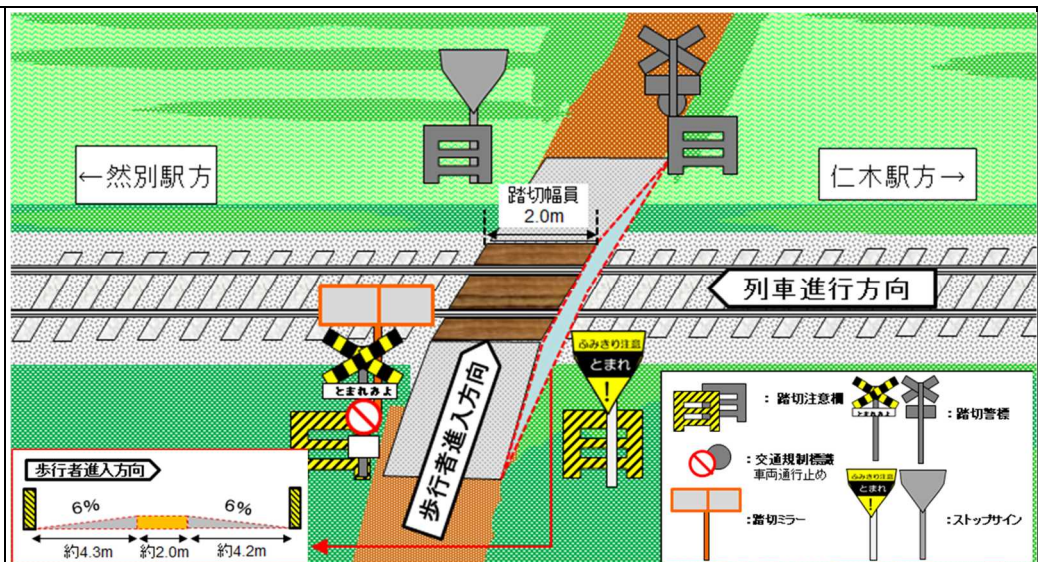 ←然別駅方
踏切幅員
2.0m
仁木駅方→
列車進行方向
とまれみよ
ふみきり注意
とまれ
!
歩行者進入方向
歩行者進入方向
6%
6%
約4.3m
約2.0m
約4.2m
：踏切注意柵
とまれみよ
：踏切警標
：交通規制標識
車両通行止め
ふみきり注意
とまれ
!
：踏切ミラー
：ストップサイン